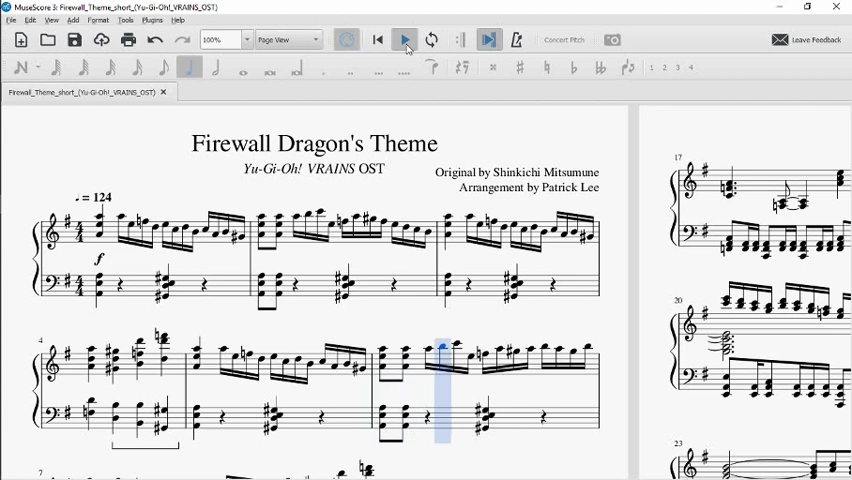 MuseScore 3: Firewall_Theme_short_(Yu-Gi-Oh!_VRAINS_OST)
File Edit View Add Format Tools Plugins Help
100% Page View Concert Pitch Leave Feedback
1 2 3 4
Firewall_Theme_short_(Yu-Gi-Oh!_VRAINS_OST)
Firewall Dragon's Theme
Yu-Gi-Oh! VRAINS OST
Original by Shinkichi Mitsumune
Arrangement by Patrick Lee
= 124
f
4
7
17
20
23